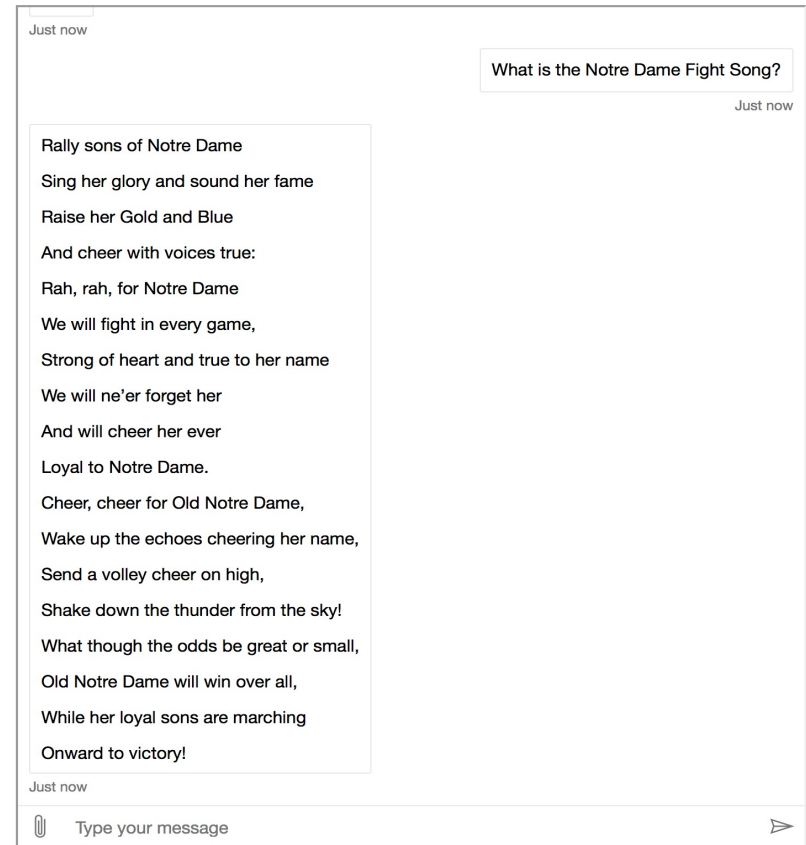 Just now
What is the Notre Dame Fight Song?
Just now
Rally sons of Notre Dame
Sing her glory and sound her fame
Raise her Gold and Blue
And cheer with voices true:
Rah, rah, for Notre Dame
We will fight in every game,
Strong of heart and true to her name
We will ne’er forget her
And will cheer her ever
Loyal to Notre Dame.
Cheer, cheer for Old Notre Dame,
Wake up the echoes cheering her name,
Send a volley cheer on high,
Shake down the thunder from the sky!
What though the odds be great or small,
Old Notre Dame will win over all,
While her loyal sons are marching
Onward to victory!
Just now
Type your message